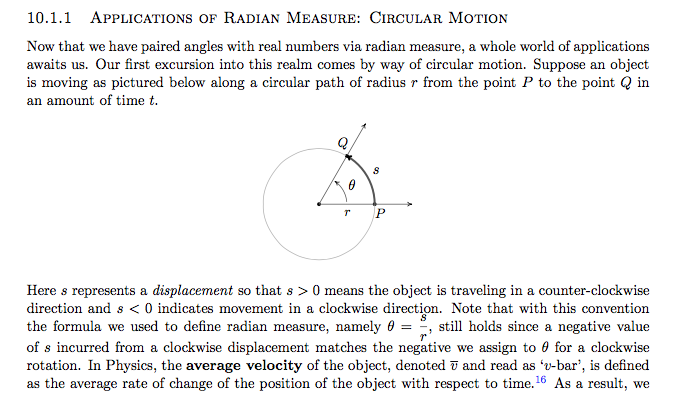 10.1.1 Applications of Radian Measure: Circular Motion
Now that we have paired angles with real numbers via radian measure, a whole world of applications
awaits us. Our first excursion into this realm comes by way of circular motion. Suppose an object
is moving as pictured below along a circular path of radius r from the point P to the point Q in
an amount of time t.
Q
s
θ
r
P
Here s represents a displacement so that s > 0 means the object is traveling in a counter-clockwise
direction and s < 0 indicates movement in a clockwise direction. Note that with this convention
the formula we used to define radian measure, namely θ = s/r, still holds since a negative value
of s incurred from a clockwise displacement matches the negative we assign to θ for a clockwise
rotation. In Physics, the average velocity of the object, denoted v̅ and read as ‘v-bar’, is defined
as the average rate of change of the position of the object with respect to time.¹⁶ As a result, we